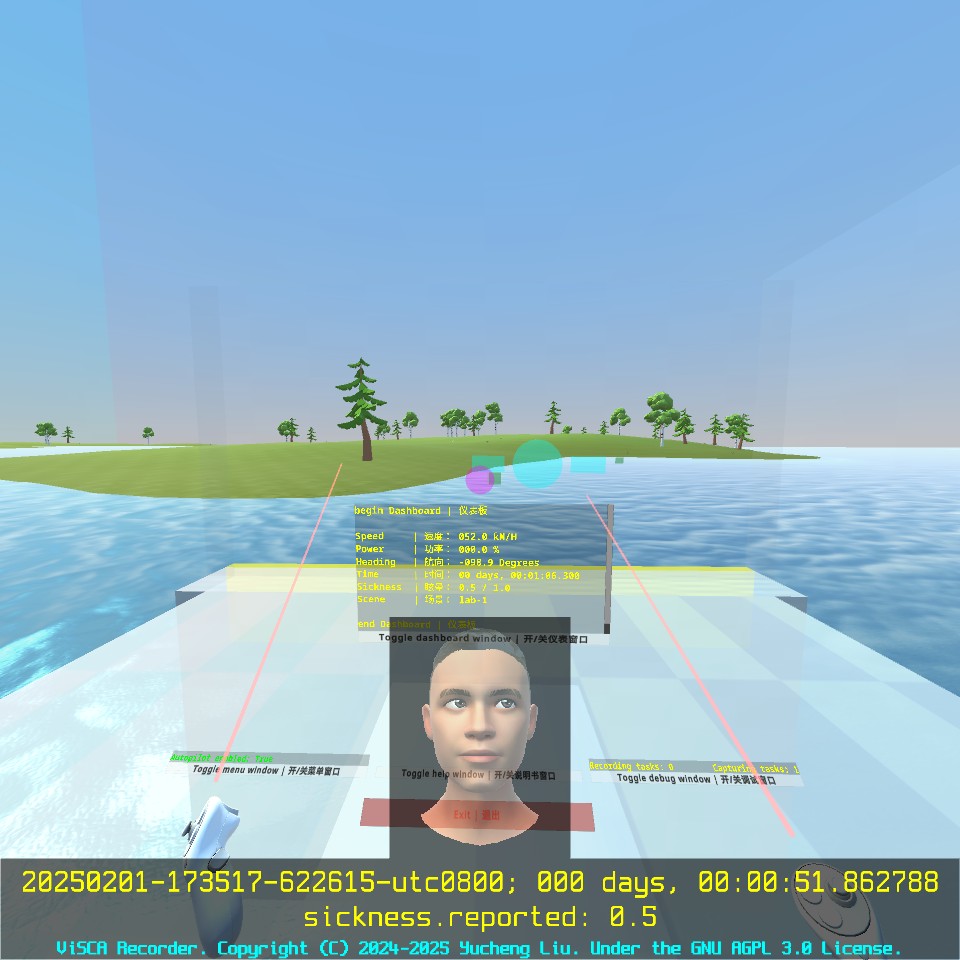 begin Dashboard | 仪表板
Speed | 速度： 052.0 kM/H
Power | 功率： 000.0 %
Heading | 航向： -098.9 Degrees
Time | 时间： 00 days, 00:01:06.300
Sickness | 眩晕： 0.5 / 1.0
Scene | 场景： lab-1
end Dashboard | 仪表板
Toggle dashboard window | 开/关仪表窗口
Autopilot enabled: True
Toggle menu window | 开/关菜单窗口
Toggle help window | 开/关说明书窗口
Recording tasks: 0 Capturing tasks: 1
Toggle debug window | 开/关调试窗口
Exit | 退出
20250201-173517-622615-utc0800; 000 days, 00:00:51.862788
sickness.reported: 0.5
ViSCA Recorder. Copyright (C) 2024-2025 Yucheng Liu. Under the GNU AGPL 3.0 License.